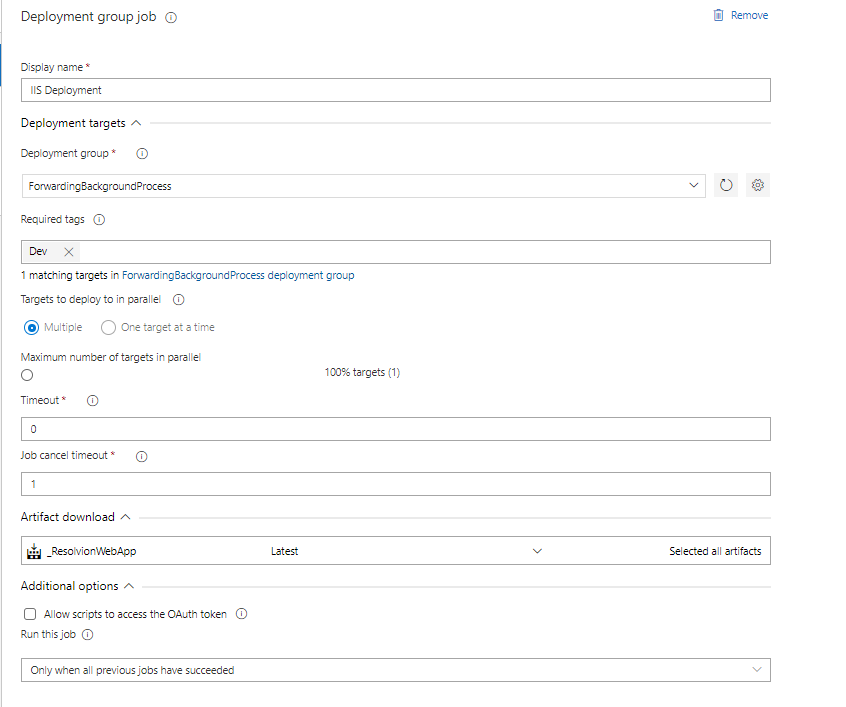 Deployment group job
Remove
Display name *
IIS Deployment
Deployment targets
Deployment group *
ForwardingBackgroundProcess
Required tags
Dev
1 matching targets in ForwardingBackgroundProcess deployment group
Targets to deploy to in parallel
Multiple One target at a time
Maximum number of targets in parallel
100% targets (1)
Timeout *
0
Job cancel timeout *
1
Artifact download
_ResolvionWebApp Latest Selected all artifacts
Additional options
Allow scripts to access the OAuth token
Run this job
Only when all previous jobs have succeeded